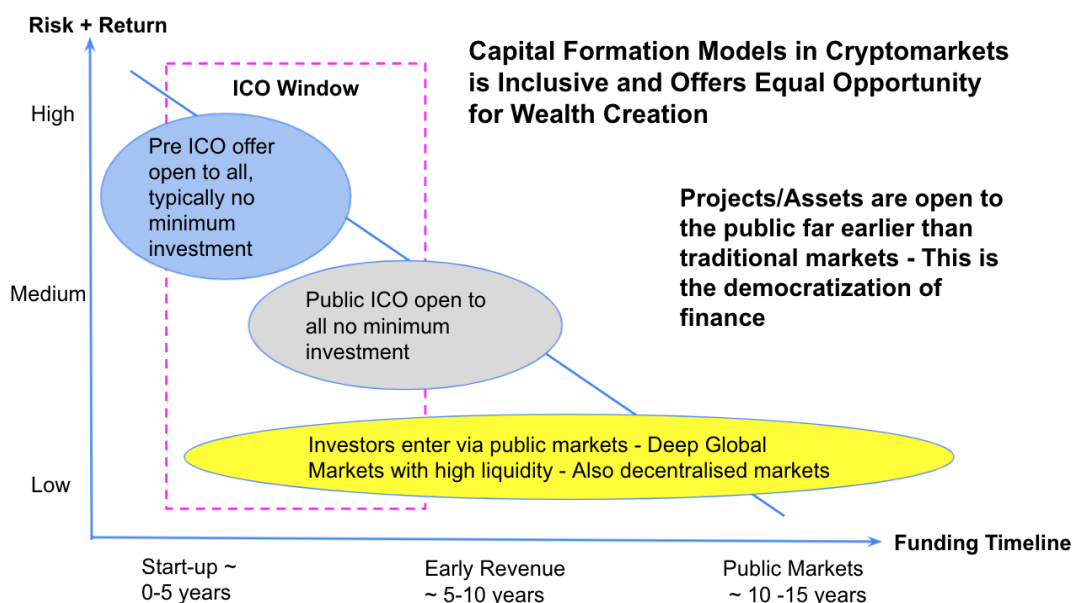 Risk + Return
Capital Formation Models in Cryptomarkets
is Inclusive and Offers Equal Opportunity
for Wealth Creation
ICO Window
High
Pre ICO offer
open to all,
typically no
minimum
investment
Projects/Assets are open to
the public far earlier than
traditional markets - This is
the democratization of
finance
Medium
Public ICO open to
all no minimum
investment
Investors enter via public markets - Deep Global
Markets with high liquidity - Also decentralised markets
Low
Funding Timeline
Start-up ~
0-5 years
Early Revenue
~ 5-10 years
Public Markets
~ 10 -15 years